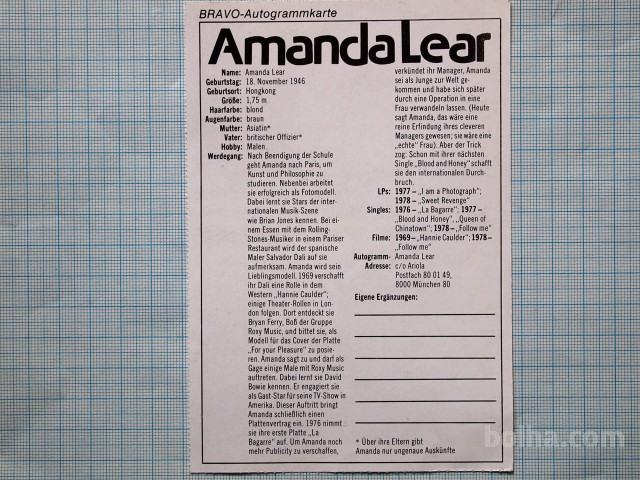 BRAVO-Autogrammkarte
Amanda Lear
Name: Amanda Lear
Geburtstag: 18. November 1946
Geburtsort: Hongkong
Größe: 1,75 m
Haarfarbe: blond
Augenfarbe: braun
Mutter: Asiatin*
Vater: britischer Offizier*
Hobby: Malen
Werdegang: Nach Beendigung der Schule
geht Amanda nach Paris, um
Kunst und Philosophie zu
studieren. Nebenbei arbeitet
sie erfolgreich als Fotomodell.
Dabei lernt sie Stars der inter-
nationalen Musik-Szene
wie Brian Jones kennen. Bei ei-
nem Essen mit dem Rolling-
Stones-Musiker in einem Pariser
Restaurant wird der spanische
Maler Salvador Dali auf sie
aufmerksam. Amanda wird sein
Lieblingsmodell. 1969 verschafft
ihr Dali eine Rolle in dem
Western „Hannie Caulder";
einige Theater-Rollen in Lon-
don folgen. Dort entdeckt sie
Bryan Ferry, Boß der Gruppe
Roxy Music, und bittet sie, als
Modell für das Cover der Platte
„For your Pleasure" zu posie-
ren. Amanda sagt zu und darf als
Gage einige Male mit Roxy Music
auftreten. Dabei lernt sie David
Bowie kennen. Er engagiert sie
als Gast-Star für seine TV-Show in
Amerika. Dieser Auftritt bringt
Amanda schließlich einen
Plattenvertrag ein. 1976 nimmt
sie ihre erste Platte „La
Bagarre" auf. Um Amanda noch
mehr Publicity zu verschaffen,
verkündet ihr Manager, Amanda
sei als Junge zur Welt ge-
kommen und habe sich später
durch eine Operation in eine
Frau verwandeln lassen. (Heute
sagt Amanda, das wäre eine
reine Erfindung ihres cleveren
Managers gewesen; sie wäre eine
„echte" Frau). Aber der Trick
zog: Schon mit ihrer nächsten
Single „Blood and Honey" schafft
sie den internationalen Durch-
bruch.
LPs: 1977 – „I am a Photograph";
1978 – „Sweet Revenge"
Singles: 1976 – „La Bagarre"; 1977 –
„Blood and Honey", „Queen of
Chinatown"; 1978 – „Follow me"
Filme: 1969 – „Hannie Caulder"; 1978 –
„Follow me"
Autogramm- Amanda Lear
Adresse: c/o Ariola
Postfach 80 01 49,
8000 München 80
Eigene Ergänzungen:
* Über ihre Eltern gibt
Amanda nur ungenaue Auskünfte
bolha.com